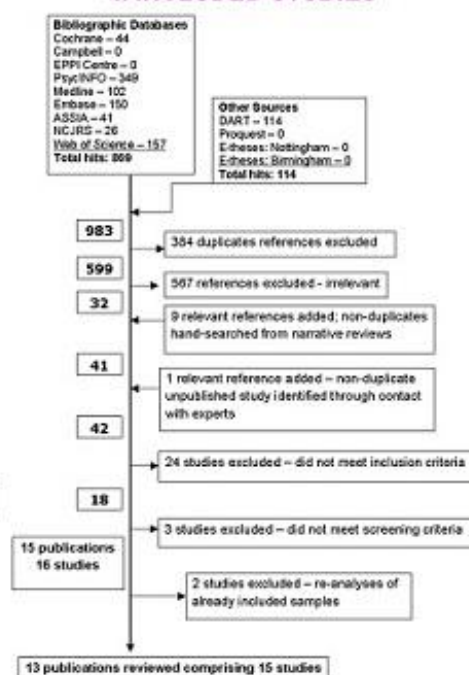 INCLUDED STUDIES
Bibliographic Databases
Cochrane – 44
Campbell – 0
EPPI Centre – 0
PsycINFO – 349
Medline – 102
Embase – 150
ASSIA – 41
NCJRS – 26
Web of Science – 157
Total hits: 869
Other Sources
DART – 114
Proquest – 0
E-theses: Nottingham – 0
E-theses: Birmingham – 0
Total hits: 114
983
384 duplicates references excluded
599
567 references excluded - irrelevant
32
9 relevant references added; non-duplicates
hand-searched from narrative reviews
41
1 relevant reference added – non-duplicate
unpublished study identified through contact
with experts
42
24 studies excluded – did not meet inclusion criteria
18
3 studies excluded – did not meet screening criteria
15 publications
16 studies
2 studies excluded – re-analyses of
already included samples
13 publications reviewed comprising 15 studies